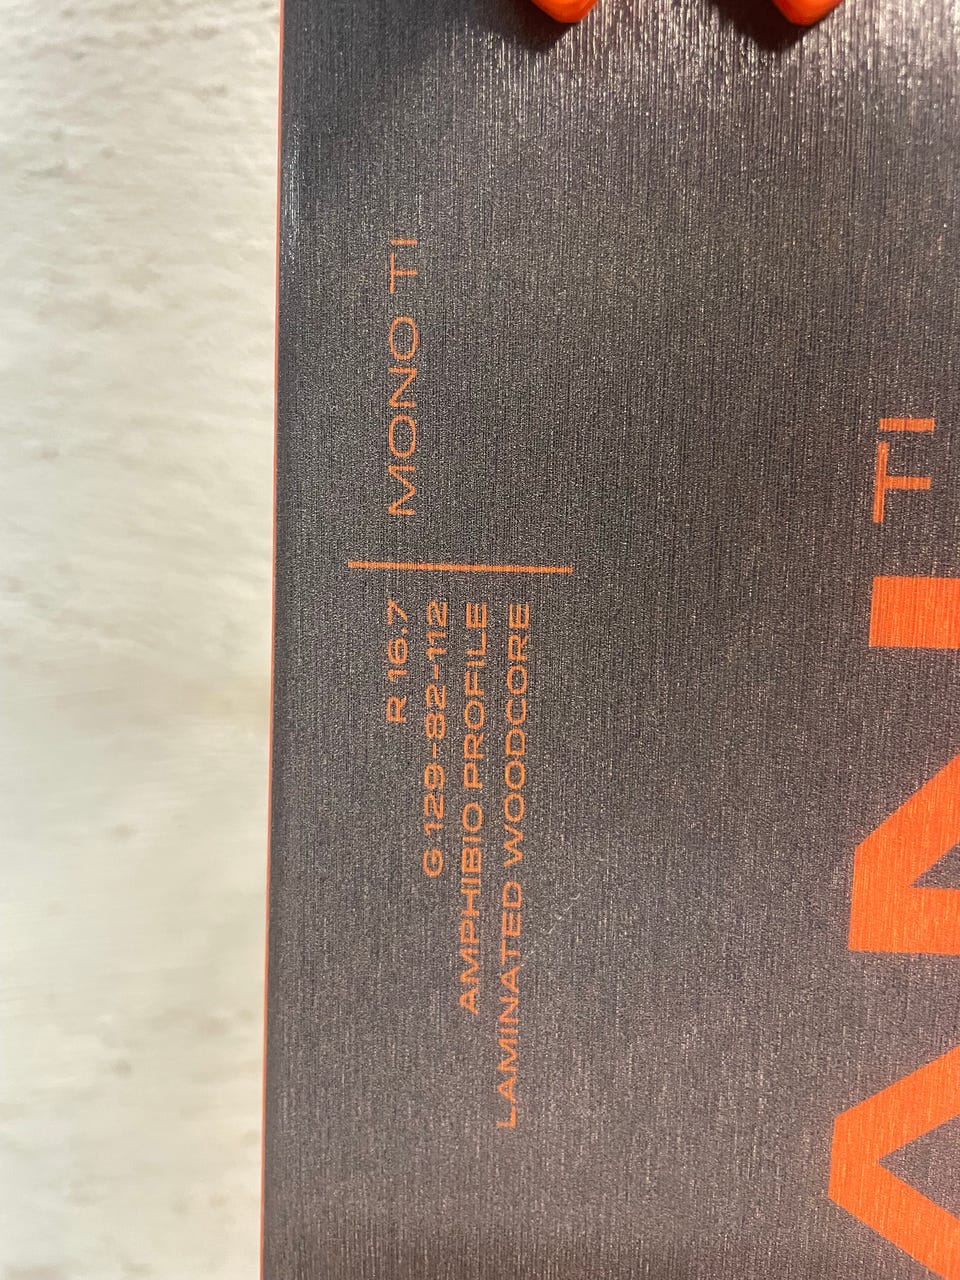 MONO TI
R 16.7
G 129-82-112
AMPHIBIO PROFILE
LAMINATED WOODCORE
TI